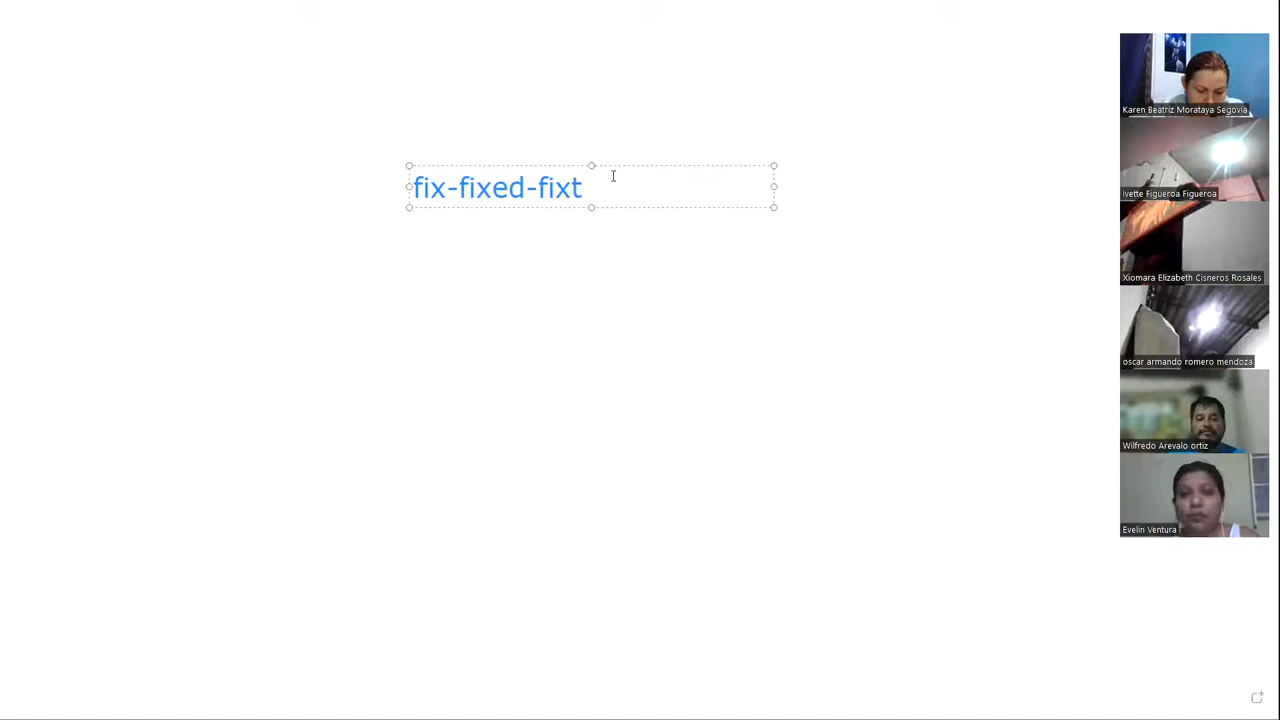 fix-fixed-fixt
Karen Beatriz Morataya Segovia
Ivette Figueroa Figueroa
Xiomara Elizabeth Cisneros Rosales
oscar armando romero mendoza
Wilfredo Arevalo ortiz
Evelin Ventura